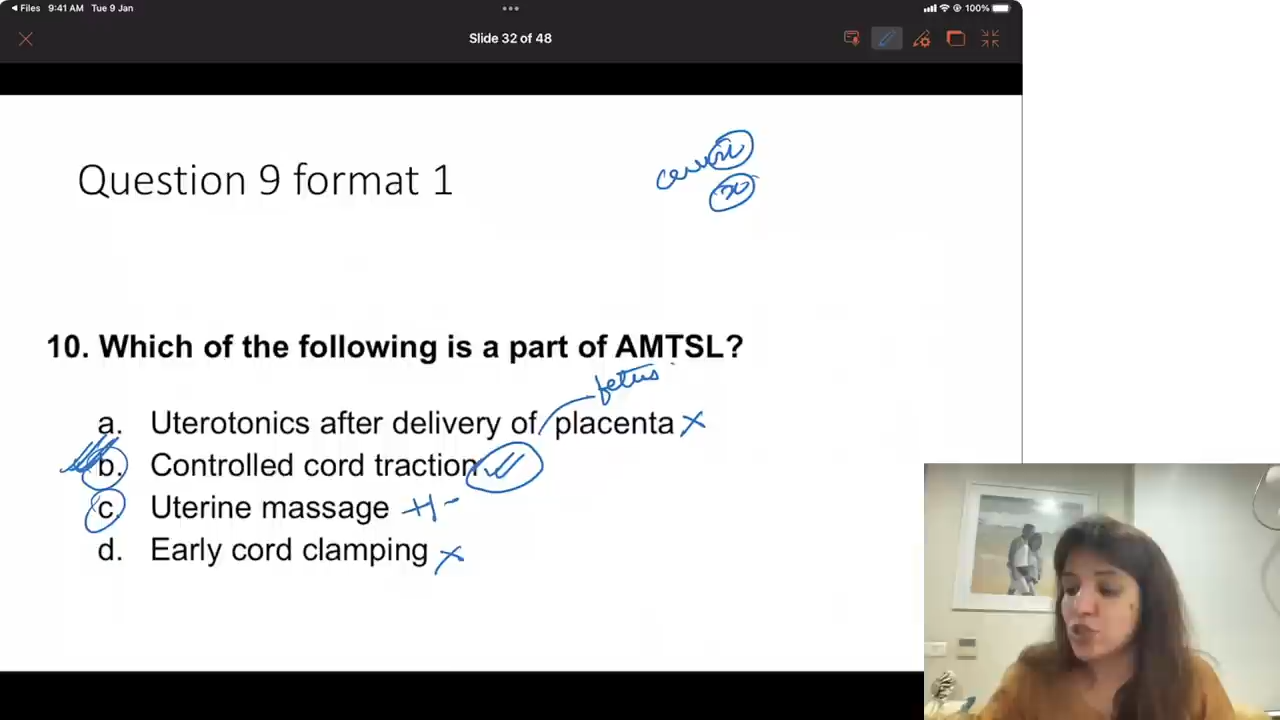 Files 9:41 AM Tue 9 Jan 100%
Slide 32 of 48
Question 9 format 1
10. Which of the following is a part of AMTSL?
fetus
a. Uterotonics after delivery of placenta x
b. Controlled cord traction
c. Uterine massage +/-
d. Early cord clamping x